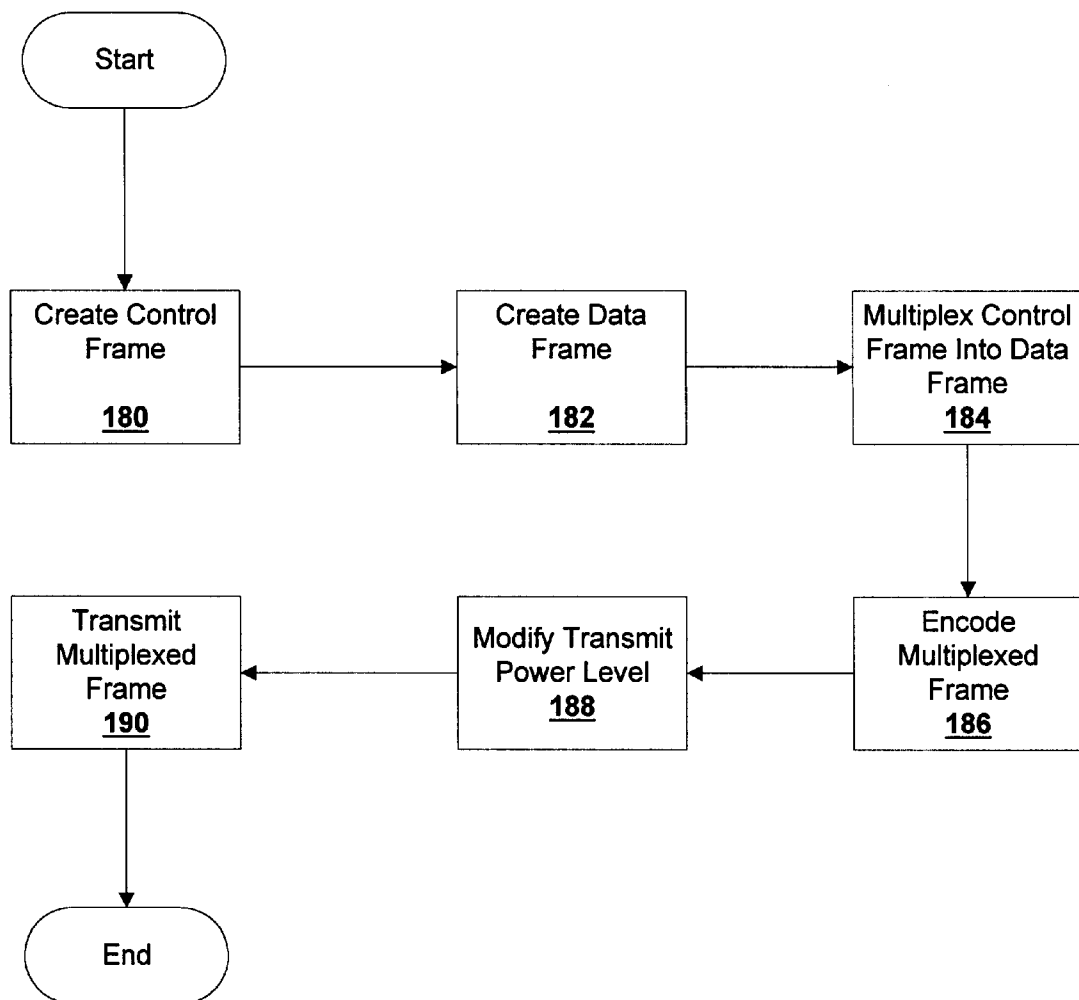 Start
Create Control
Frame
180
Create Data
Frame
182
Multiplex Control
Frame Into Data
Frame
184
Encode
Multiplexed
Frame
186
Modify Transmit
Power Level
188
Transmit
Multiplexed
Frame
190
End